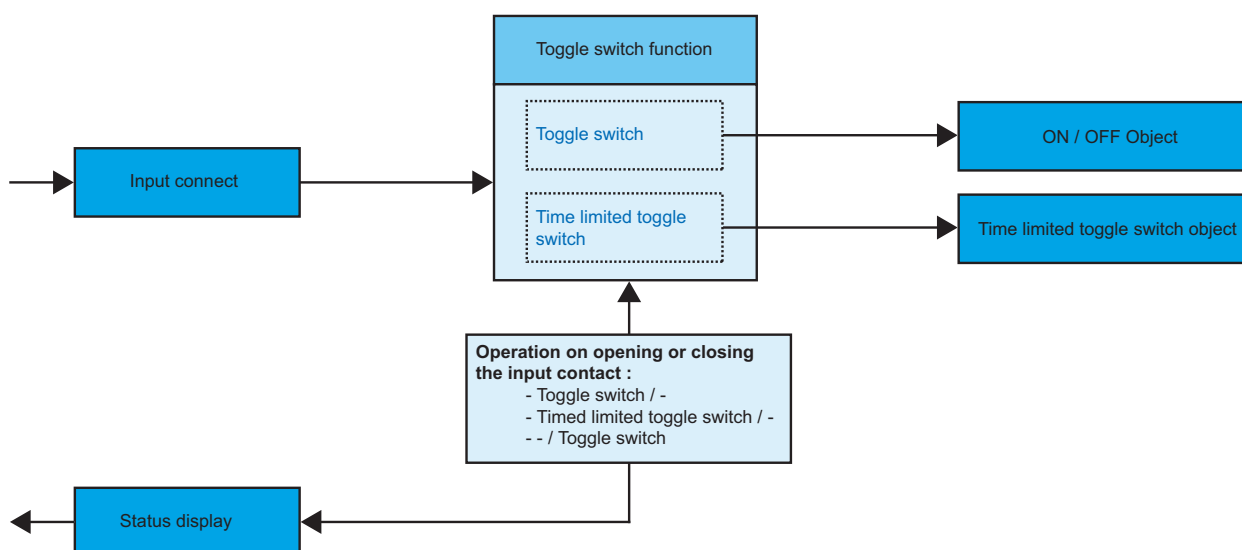 Toggle switch function
Toggle switch
ON / OFF Object
Input connect
Time limited toggle
switch
Time limited toggle switch object
Operation on opening or closing
the input contact :
- Toggle switch / -
- Timed limited toggle switch / -
- - / Toggle switch
Status display